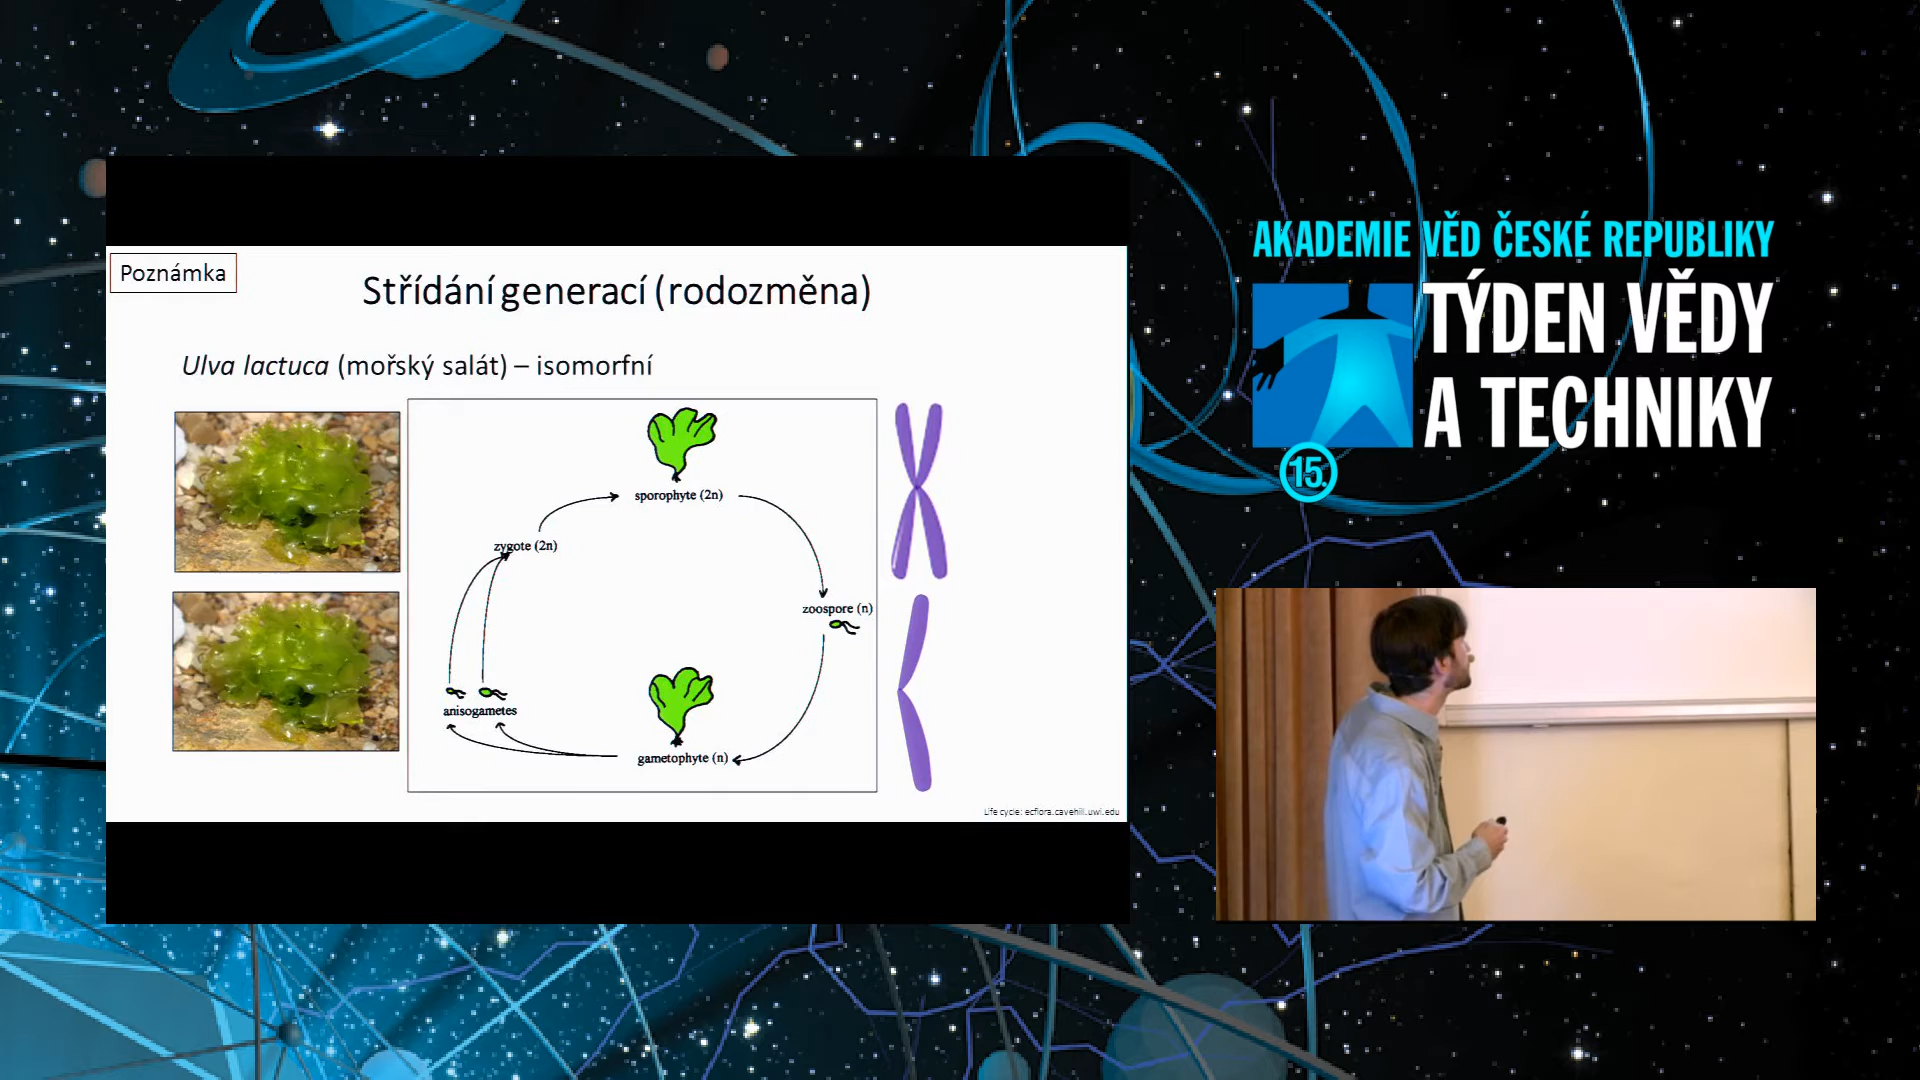 Poznámka
Střídání generací (rodozměna)
Ulva lactuca (mořský salát) – isomorfní
sporophyte (2n)
zygote (2n)
zoospore (n)
anisogametes
gametophyte (n)
Life cycle: ecflora.cavehill.uwi.edu
AKADEMIE VĚD ČESKÉ REPUBLIKY
TÝDEN VĚDY
A TECHNIKY
15.